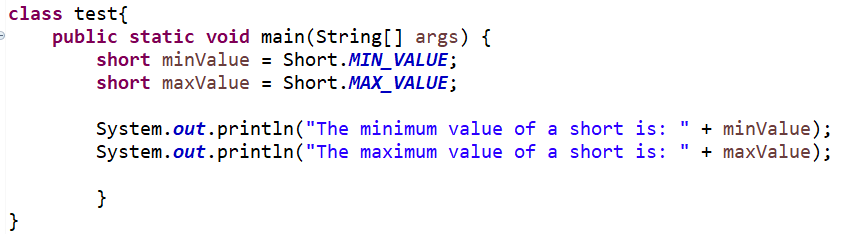 class test{
    public static void main(String[] args) {
        short minValue = Short.MIN_VALUE;
        short maxValue = Short.MAX_VALUE;

        System.out.println("The minimum value of a short is: " + minValue);
        System.out.println("The maximum value of a short is: " + maxValue);

        }
}